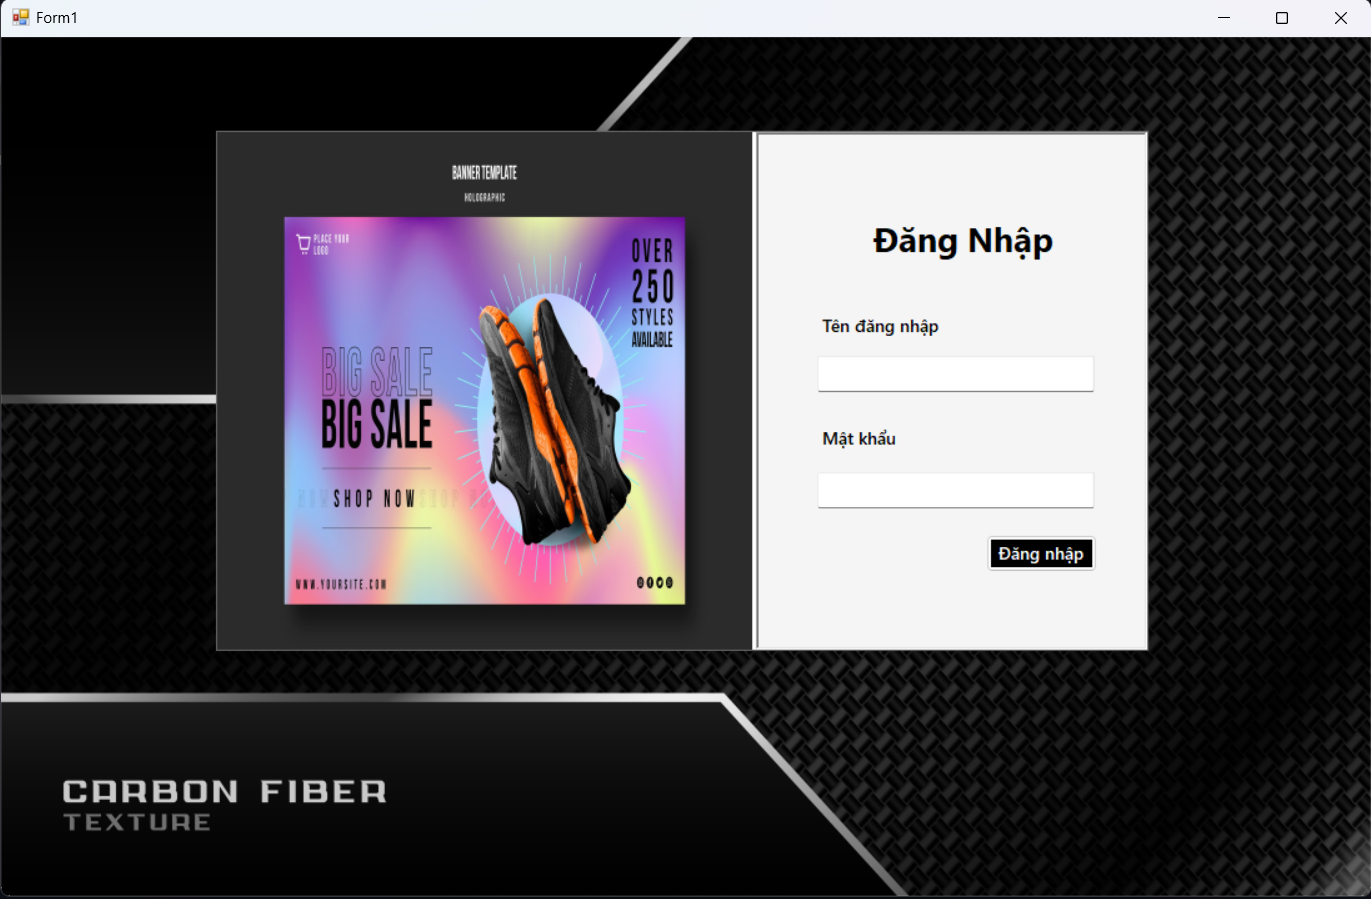 Form1
BANNER TEMPLATE
HOLOGRAPHIC
PLACE YOUR
LOGO
OVER
250
STYLES
AVAILABLE
BIG SALE
BIG SALE
SHOP NOW
WWW.YOURSITE.COM
Đăng Nhập
Tên đăng nhập
Mật khẩu
Đăng nhập
CARBON FIBER
TEXTURE